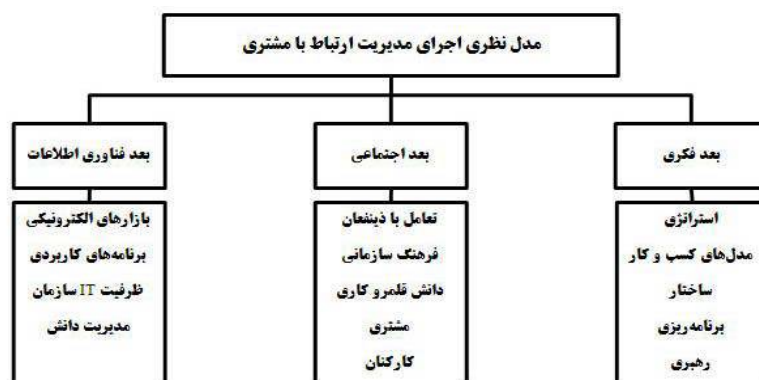 مدل نظری اجرای مدیریت ارتباط با مشتری
بعد فکری
استراتژی
مدل‌های کسب و کار
ساختار
برنامه‌ریزی
رهبری
بعد اجتماعی
تعامل با ذینفعان
فرهنگ سازمانی
دانش قلمرو کاری
مشتری
کارکنان
بعد فناوری اطلاعات
بازارهای الکترونیکی
برنامه‌های کاربردی
ظرفیت IT سازمان
مدیریت دانش